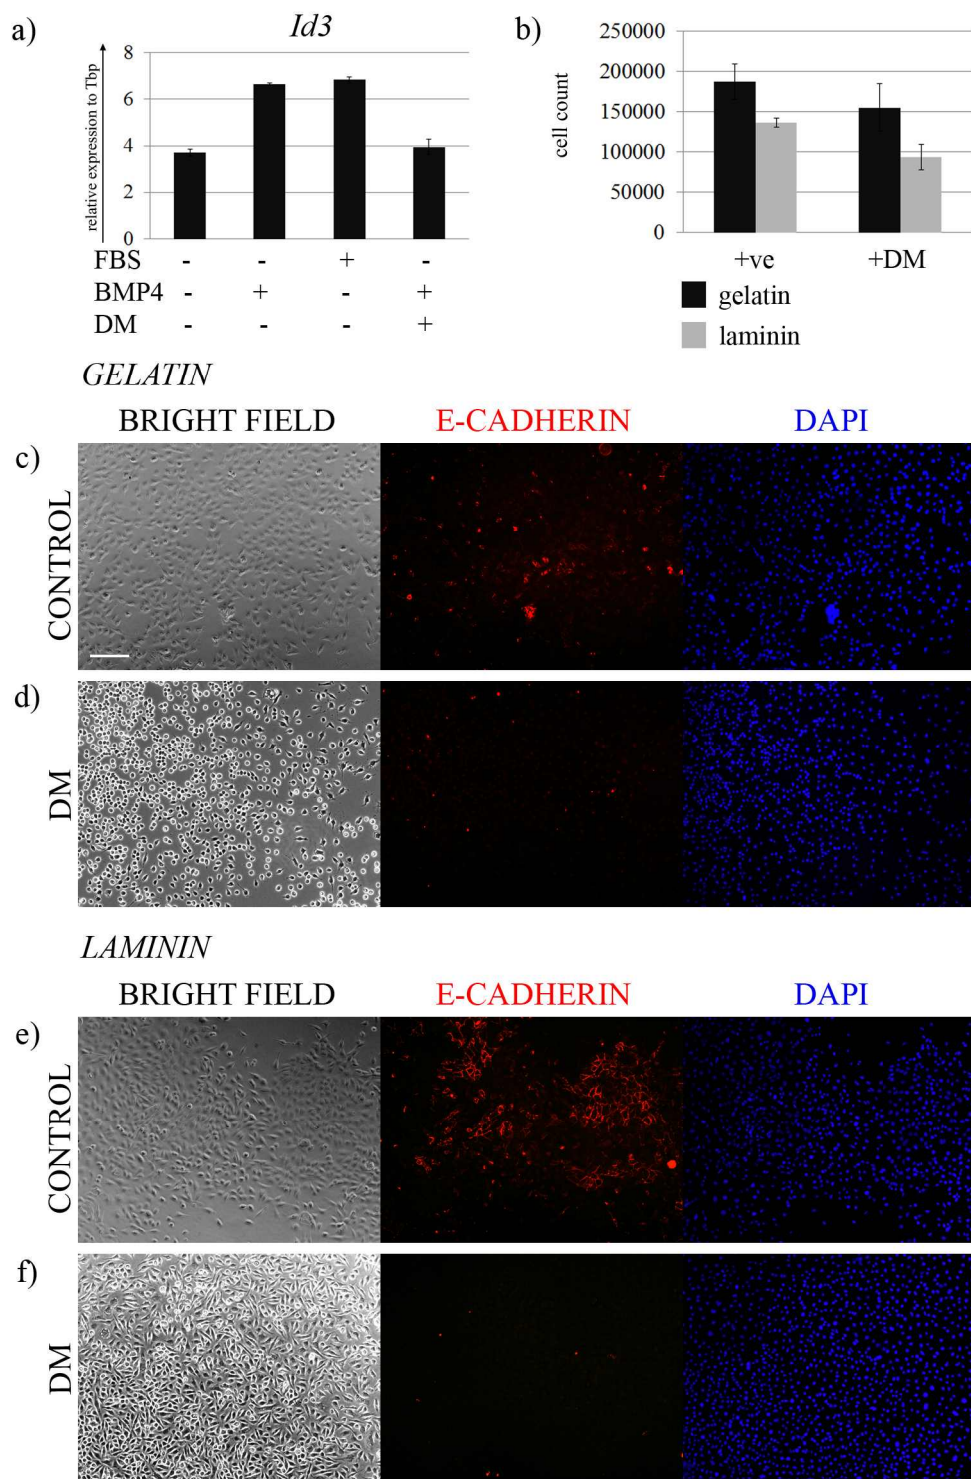 a)
Id3
relative expression to Tbp
8
6
4
2
0
FBS - - + -
BMP4 - + - +
DM - - - +
b)
cell count
250000
200000
150000
100000
50000
0
+ve +DM
gelatin
laminin
GELATIN
BRIGHT FIELD E-CADHERIN DAPI
c)
CONTROL
d)
DM
LAMININ
BRIGHT FIELD E-CADHERIN DAPI
e)
CONTROL
f)
DM